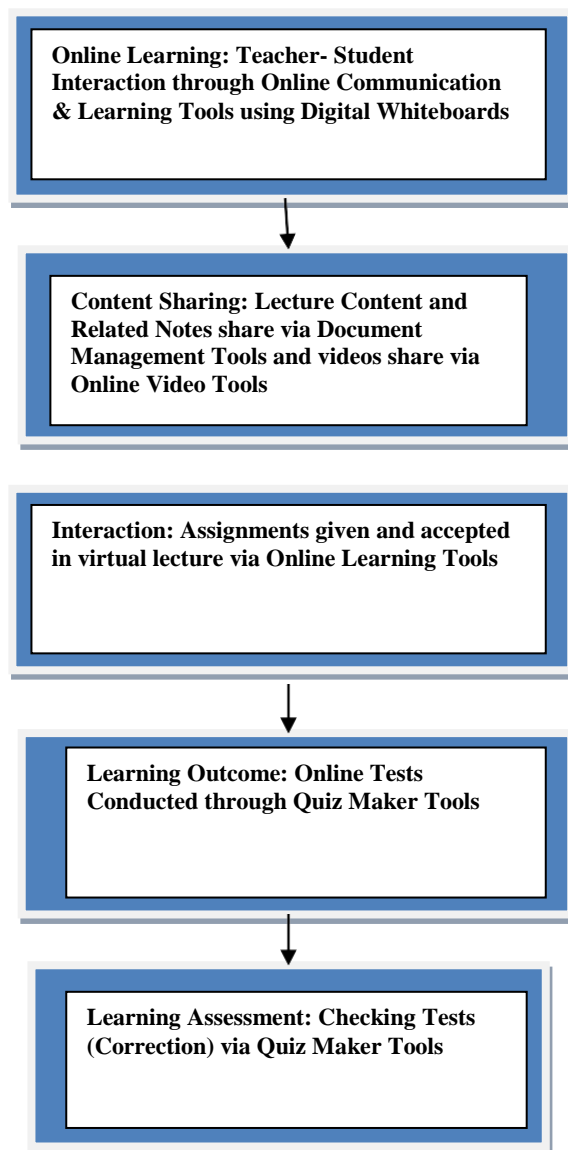 Online Learning: Teacher- Student
Interaction through Online Communication
& Learning Tools using Digital Whiteboards
Content Sharing: Lecture Content and
Related Notes share via Document
Management Tools and videos share via
Online Video Tools
Interaction: Assignments given and accepted
in virtual lecture via Online Learning Tools
Learning Outcome: Online Tests
Conducted through Quiz Maker Tools
Learning Assessment: Checking Tests
(Correction) via Quiz Maker Tools